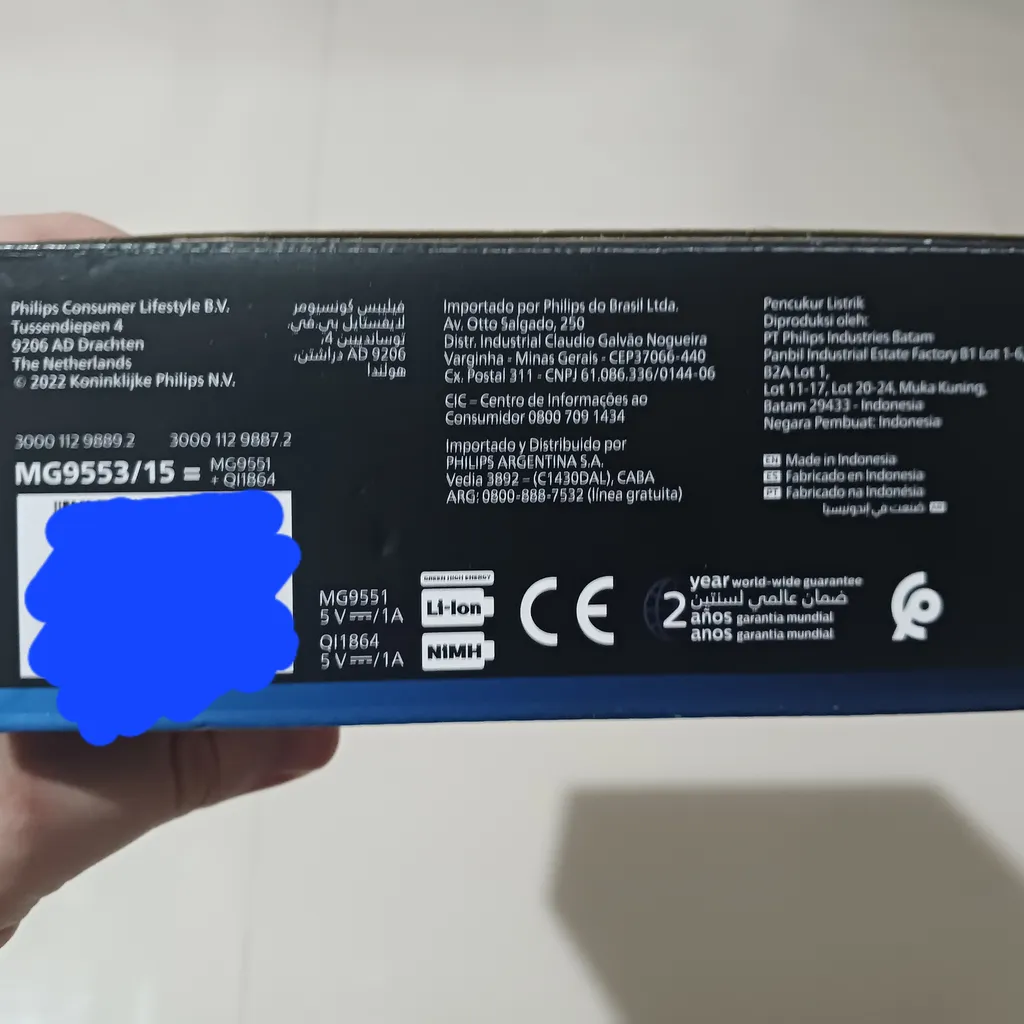 Philips Consumer Lifestyle B.V.
Tussendiepen 4
9206 AD Drachten
The Netherlands
© 2022 Koninklijke Philips N.V.
فيليبس كونسيومر
لايفستايل بي.في.
توسانديبين 4,
9206 AD دراشتن،
هولندا
Importado por Philips do Brasil Ltda.
Av. Otto Salgado, 250
Distr. Industrial Claudio Galvão Nogueira
Varginha - Minas Gerais - CEP37066-440
Cx. Postal 311 - CNPJ 61.086.336/0144-06
CIC - Centro de Informações ao
Consumidor 0800 709 1434
Importado y Distribuido por
PHILIPS ARGENTINA S.A.
Vedia 3892 - (C1430DAL), CABA
ARG: 0800-888-7532 (línea gratuita)
Pencukur Listrik
Diproduksi oleh:
PT Philips Industries Batam
Panbil Industrial Estate Factory B1 Lot 1-6,
B2A Lot 1,
Lot 11-17, Lot 20-24, Muka Kuning,
Batam 29433 - Indonesia
Negara Pembuat: Indonesia
EN Made in Indonesia
ES Fabricado en Indonesia
PT Fabricado na Indonésia
AR صنعت في إندونيسيا
3000 112 9889.2 3000 112 9887.2
MG9553/15 = MG9551
+ QI1864
MG9551
5 V⎓/1A
QI1864
5 V⎓/1A
GREEN HIGH ENERGY
Li-Ion
NiMH
CE
2 year world-wide guarantee
ضمان عالمي لسنتين
años garantia mundial
anos garantia mundial